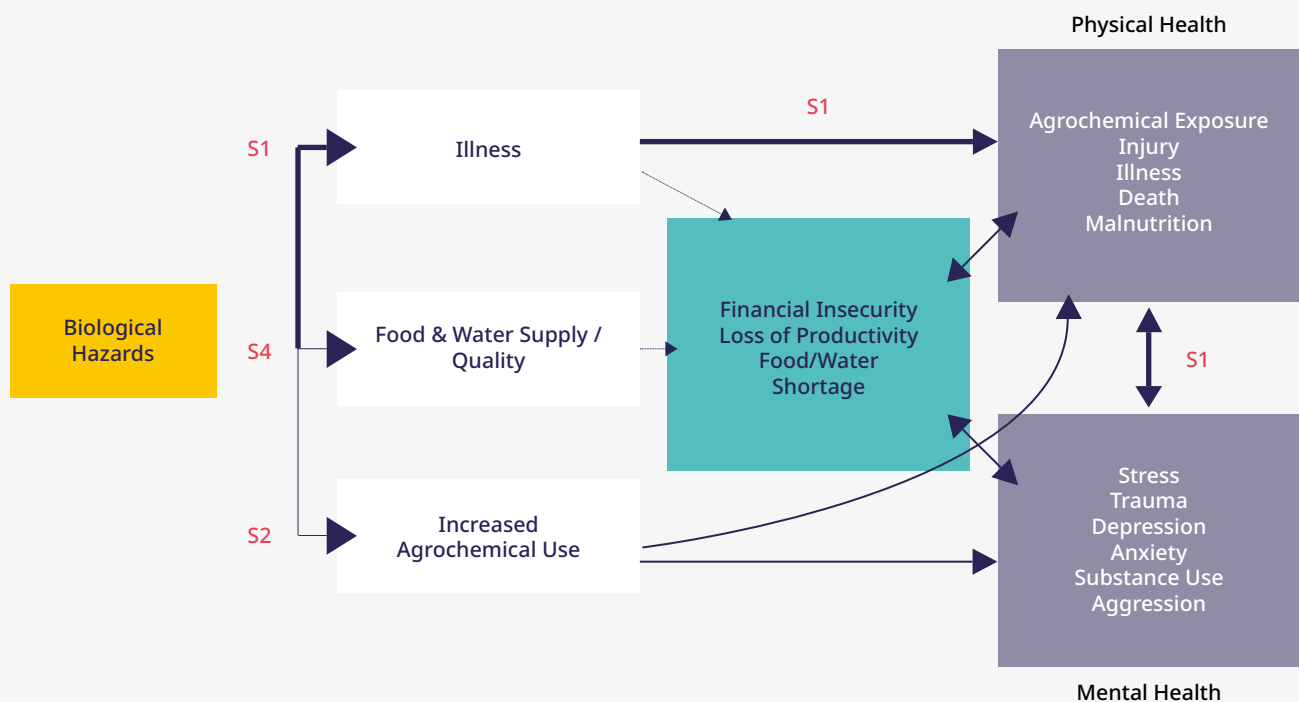 Physical Health
S1
Agrochemical Exposure
Injury
Illness
Death
Malnutrition
S1
Illness
Biological
Hazards
S4
Food & Water Supply /
Quality
Financial Insecurity
Loss of Productivity
Food/Water
Shortage
S1
S2
Increased
Agrochemical Use
Stress
Trauma
Depression
Anxiety
Substance Use
Aggression
Mental Health